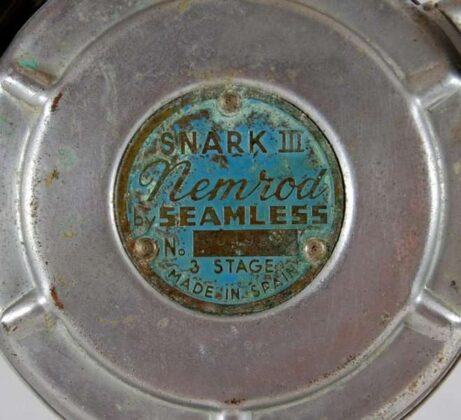 SNARK III
Nemrod
by SEAMLESS
No
3 STAGE
MADE IN SPAIN